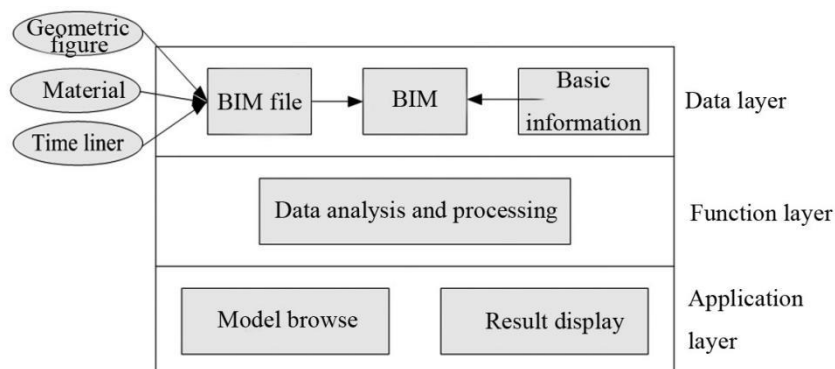 Geometric
figure
Material
Time liner
BIM file
BIM
Basic
information
Data layer
Data analysis and processing
Function layer
Model browse
Result display
Application
layer